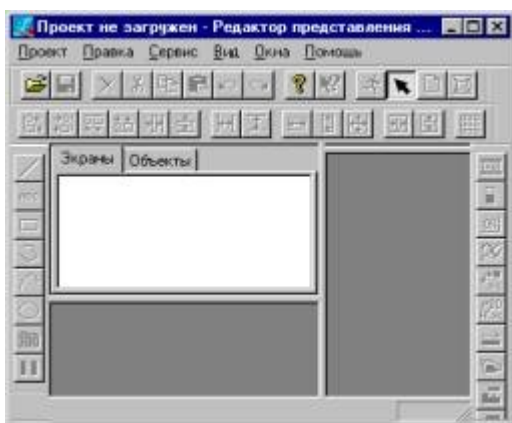 Проект не загружен - Редактор представления ...
Проект Правка Сервис Вид Окна Помощь
Экраны Объекты